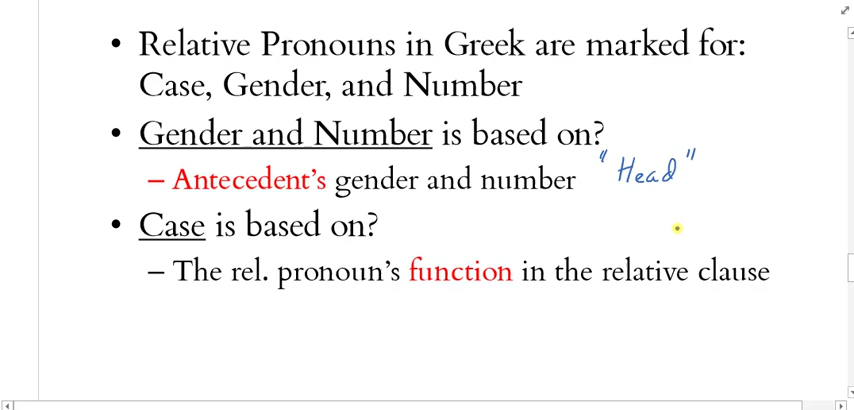 • Relative Pronouns in Greek are marked for:
Case, Gender, and Number
• Gender and Number is based on?
– Antecedent's gender and number "Head"
• Case is based on?
– The rel. pronoun's function in the relative clause